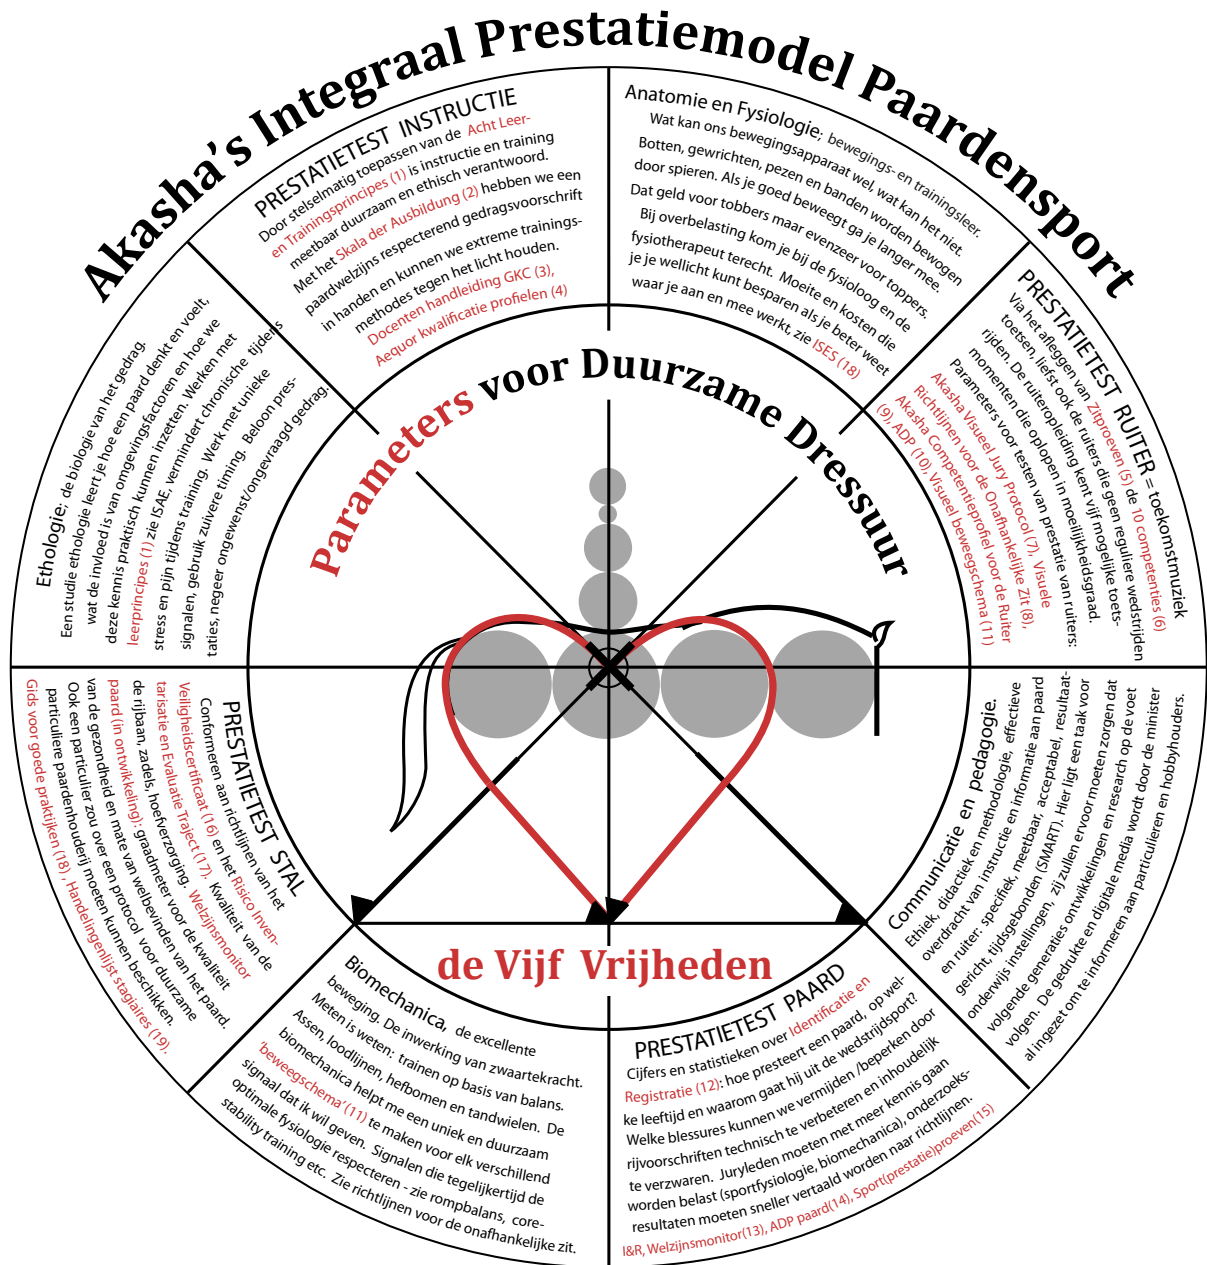 Akasha’s Integraal Prestatiemodel Paardensport
Parameters voor Duurzame Dressuur
de Vijf Vrijheden
Anatomie en Fysiologie; bewegings- en trainingsleer.
Wat kan ons bewegingsapparaat wel, wat kan het niet.
Botten, gewrichten, pezen en banden worden bewogen
door spieren. Als je goed beweegt ga je langer mee.
Dat geld voor tobbers maar evenzeer voor toppers.
Bij overbelasting kom je bij de fysioloog en de
fysiotherapeut terecht. Moeite en kosten die
je je wellicht kunt besparen als je beter weet
waar je aan en mee werkt, zie ISES (18)
PRESTATIETEST RUITER = toekomstmuziek
Via het afleggen van Zitproeven (5) de 10 competenties (6)
toetsen, liefst ook de ruiters die geen reguliere wedstrijden
rijden. De ruiteropleiding kent vijf mogelijke toets-
momenten die oplopen in moeilijkheidsgraad.
Parameters voor testen van prestatie van ruiters:
Akasha Visueel Jury Protocol (7), Visuele
Richtlijnen voor de Onafhankelijke Zit (8),
Akasha Competentieprofiel voor de Ruiter
(9), ADP (10), Visueel beweegschema (11)
Communicatie en pedagogie.
Ethiek, didactiek en methodologie, effectieve
overdracht van instructie en informatie aan paard
en ruiter: specifiek, meetbaar, acceptabel, resultaat-
gericht, tijdsgebonden (SMART). Hier ligt een taak voor
onderwijs instellingen, zij zullen ervoor moeten zorgen dat
volgende generaties ontwikkelingen en research op de voet
volgen. De gedrukte en digitale media wordt door de minister
al ingezet om te informeren aan particulieren en hobbyhouders.
PRESTATIETEST PAARD
Cijfers en statistieken over Identificatie en
Registratie (12): hoe presteert een paard, op wel-
ke leeftijd en waarom gaat hij uit de wedstrijdsport?
Welke blessures kunnen we vermijden /beperken door
rijvoorschriften technisch te verbeteren en inhoudelijk
te verzwaren. Juryleden moeten met meer kennis gaan
worden belast (sportfysiologie, biomechanica), onderzoeks-
resultaten moeten sneller vertaald worden naar richtlijnen.
I&R, Welzijnsmonitor(13), ADP paard(14), Sport(prestatie)proeven(15)
Biomechanica, de excellente
beweging. De inwerking van zwaartekracht.
Meten is weten: trainen op basis van balans.
Assen, loodlijnen, hefbomen en tandwielen. De
biomechanica helpt me een uniek en duurzaam
‘beweegschema’ (11) te maken voor elk verschillend
signaal dat ik wil geven. Signalen die tegelijkertijd de
optimale fysiologie respecteren - zie rompbalans, core-
stability training etc. Zie richtlijnen voor de onafhankelijke zit.
PRESTATIETEST STAL
Conformeren aan richtlijnen van het
Veiligheidscertificaat (16) en het Risico Inven-
tarisatie en Evaluatie Traject (17). Kwaliteit van de
de rijbaan, zadels, hoefverzorging. Welzijnsmonitor
paard (in ontwikkeling): graadmeter voor de kwaliteit
van de gezondheid en mate van welbevinden van het paard.
Ook een particulier zou over een protocol voor duurzame
particuliere paardenhouderij moeten kunnen beschikken.
Gids voor goede praktijken (18), Handelingenlijst stagiaires (19).
Ethologie; de biologie van het gedrag.
Een studie ethologie leert je hoe een paard denkt en voelt,
wat de invloed is van omgevingsfactoren en hoe we
deze kennis praktisch kunnen inzetten. Werken met
leerprincipes (1) zie ISAE, vermindert chronische tijdens
stress en pijn tijdens training. Werk met unieke
signalen, gebruik zuivere timing. Beloon pres-
taties, negeer ongewenst/ongevraagd gedrag.
PRESTATIETEST INSTRUCTIE
Door stelselmatig toepassen van de Acht Leer-
en Trainingsprincipes (1) is instructie en training
meetbaar duurzaam en ethisch verantwoord.
Met het Skala der Ausbildung (2) hebben we een
paardwelzijns respecterend gedragsvoorschrift
in handen en kunnen we extreme trainings-
methodes tegen het licht houden.
Docenten handleiding GKC (3),
Aequor kwalificatie profielen (4)